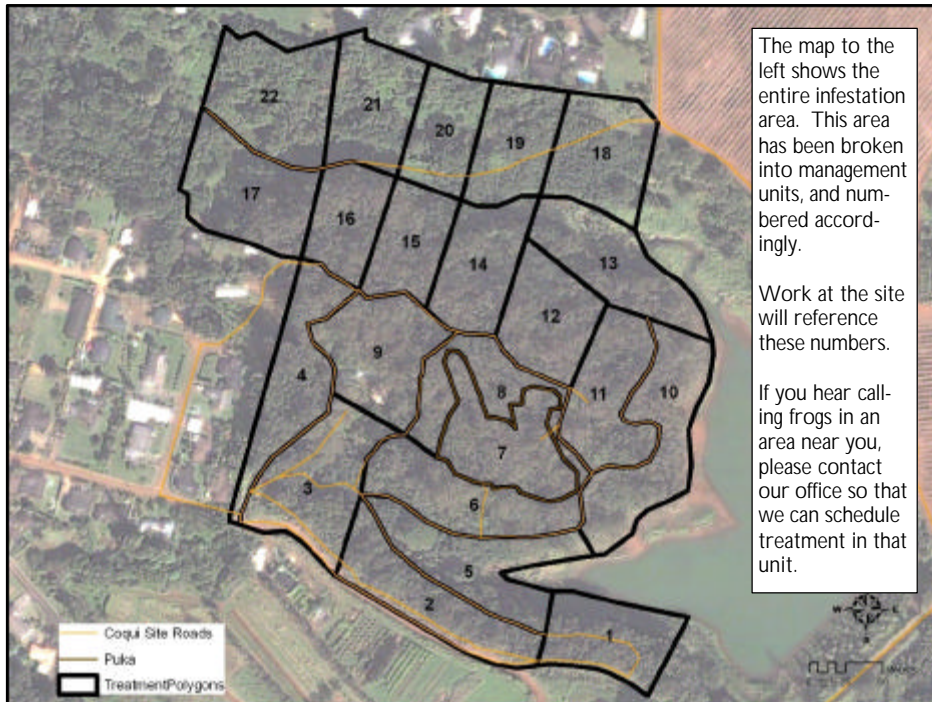 The map to the
left shows the
entire infestation
area. This area
has been broken
into management
units, and num-
bered accord-
ingly.
Work at the site
will reference
these numbers.
If you hear call-
ing frogs in an
area near you,
please contact
our office so that
we can schedule
treatment in that
unit.
22
21
20
19
18
17
16
15
14
13
12
4
9
8
11
10
7
3
6
5
2
1
W
E
Coqui Site Roads
Puka
TreatmentPolygons